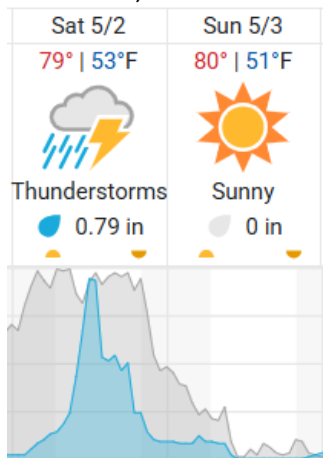 Sat 5/2 Sun 5/3
79° | 53°F 80° | 51°F
Thunderstorms Sunny
0.79 in 0 in